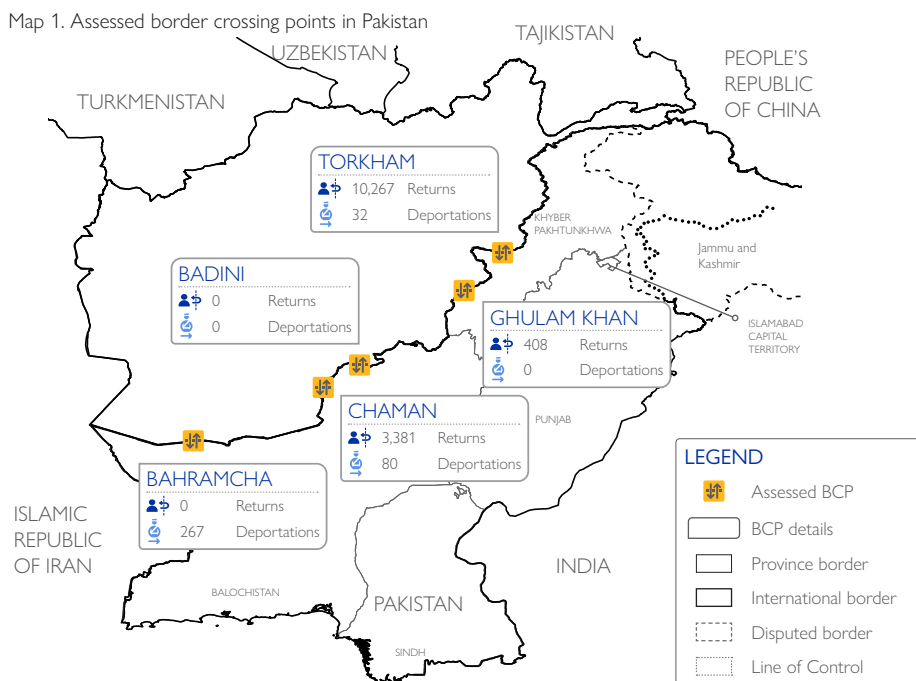 Map 1. Assessed border crossing points in Pakistan
UZBEKISTAN
TAJIKISTAN
PEOPLE'S
REPUBLIC
OF CHINA
TURKMENISTAN
TORKHAM
10,267 Returns
32 Deportations
KHYBER
PAKHTUNKHWA
Jammu and
Kashmir
BADINI
0 Returns
0 Deportations
GHULAM KHAN
408 Returns
0 Deportations
ISLAMABAD
CAPITAL
TERRITORY
CHAMAN
3,381 Returns
80 Deportations
PUNJAB
BAHRAMCHA
0 Returns
267 Deportations
ISLAMIC
REPUBLIC
OF IRAN
BALOCHISTAN
PAKISTAN
SINDH
INDIA
LEGEND
Assessed BCP
BCP details
Province border
International border
Disputed border
Line of Control